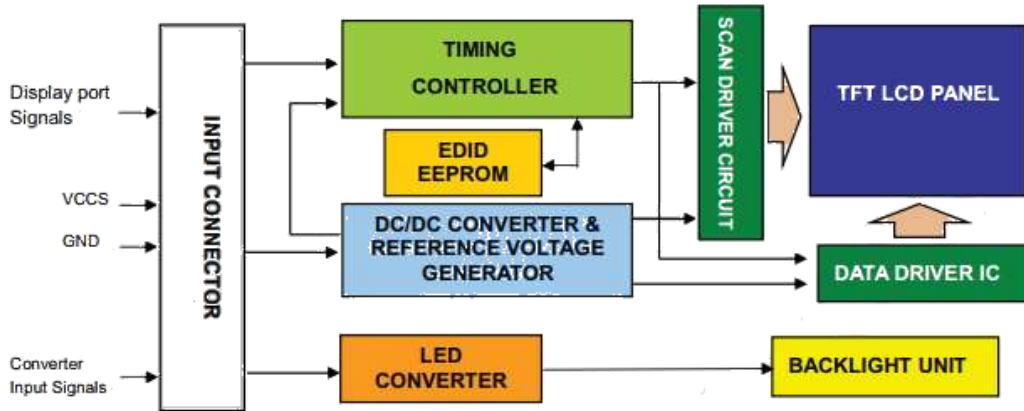 Display port
Signals
VCCS
GND
Converter
Input Signals
INPUT CONNECTOR
TIMING
CONTROLLER
EDID
EEPROM
DC/DC CONVERTER &
REFERENCE VOLTAGE
GENERATOR
LED
CONVERTER
SCAN DRIVER CIRCUIT
TFT LCD PANEL
DATA DRIVER IC
BACKLIGHT UNIT